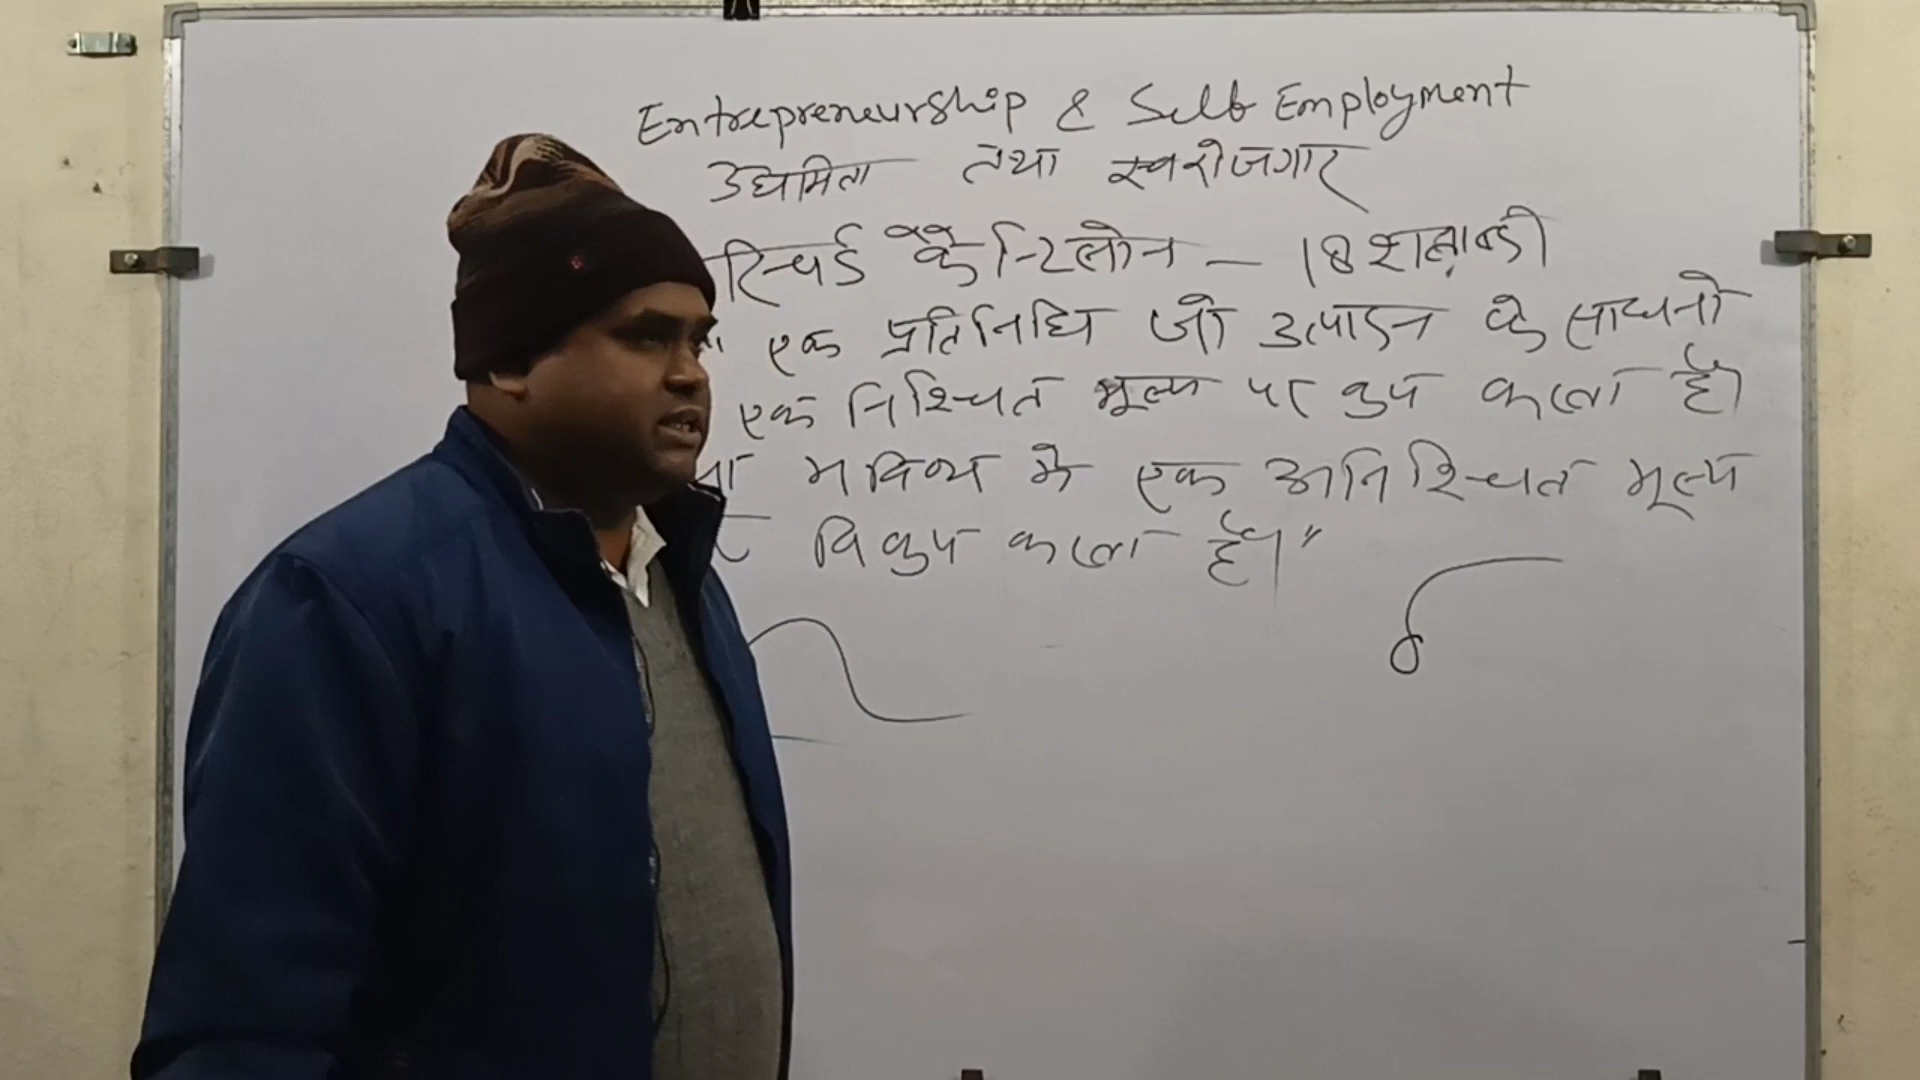 Entrepreneurship & Self Employment
उद्यमिता तथा स्वरोजगार
रिचर्ड कैन्टिलोन - 18 शताब्दी
" एक प्रतिनिधि जो उत्पादन के साधनो
एक निश्चित मूल्य पर क्रय करता है
भविष्य मे एक अनिश्चित मूल्य
विक्रय करता है।"